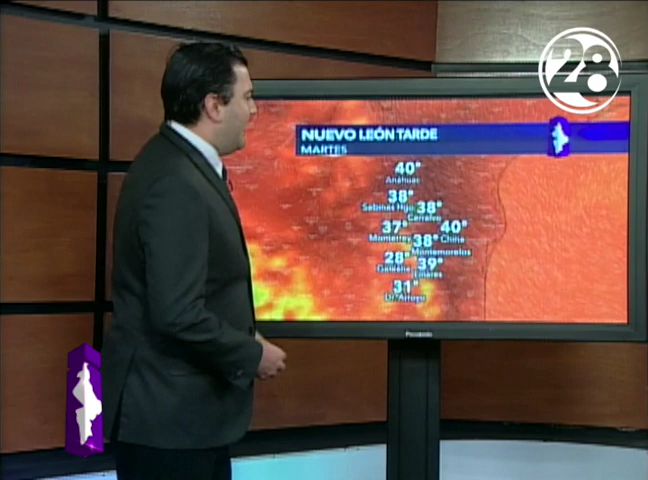 28
NUEVO LEÓN TARDE
MARTES
40°
Anáhuac
38°
Sabinas Hgo
38°
Cerralvo
37°
Monterrey
40°
China
38°
Montemorelos
28°
Galeana
39°
Linares
31°
Dr. Arroyo
Panasonic